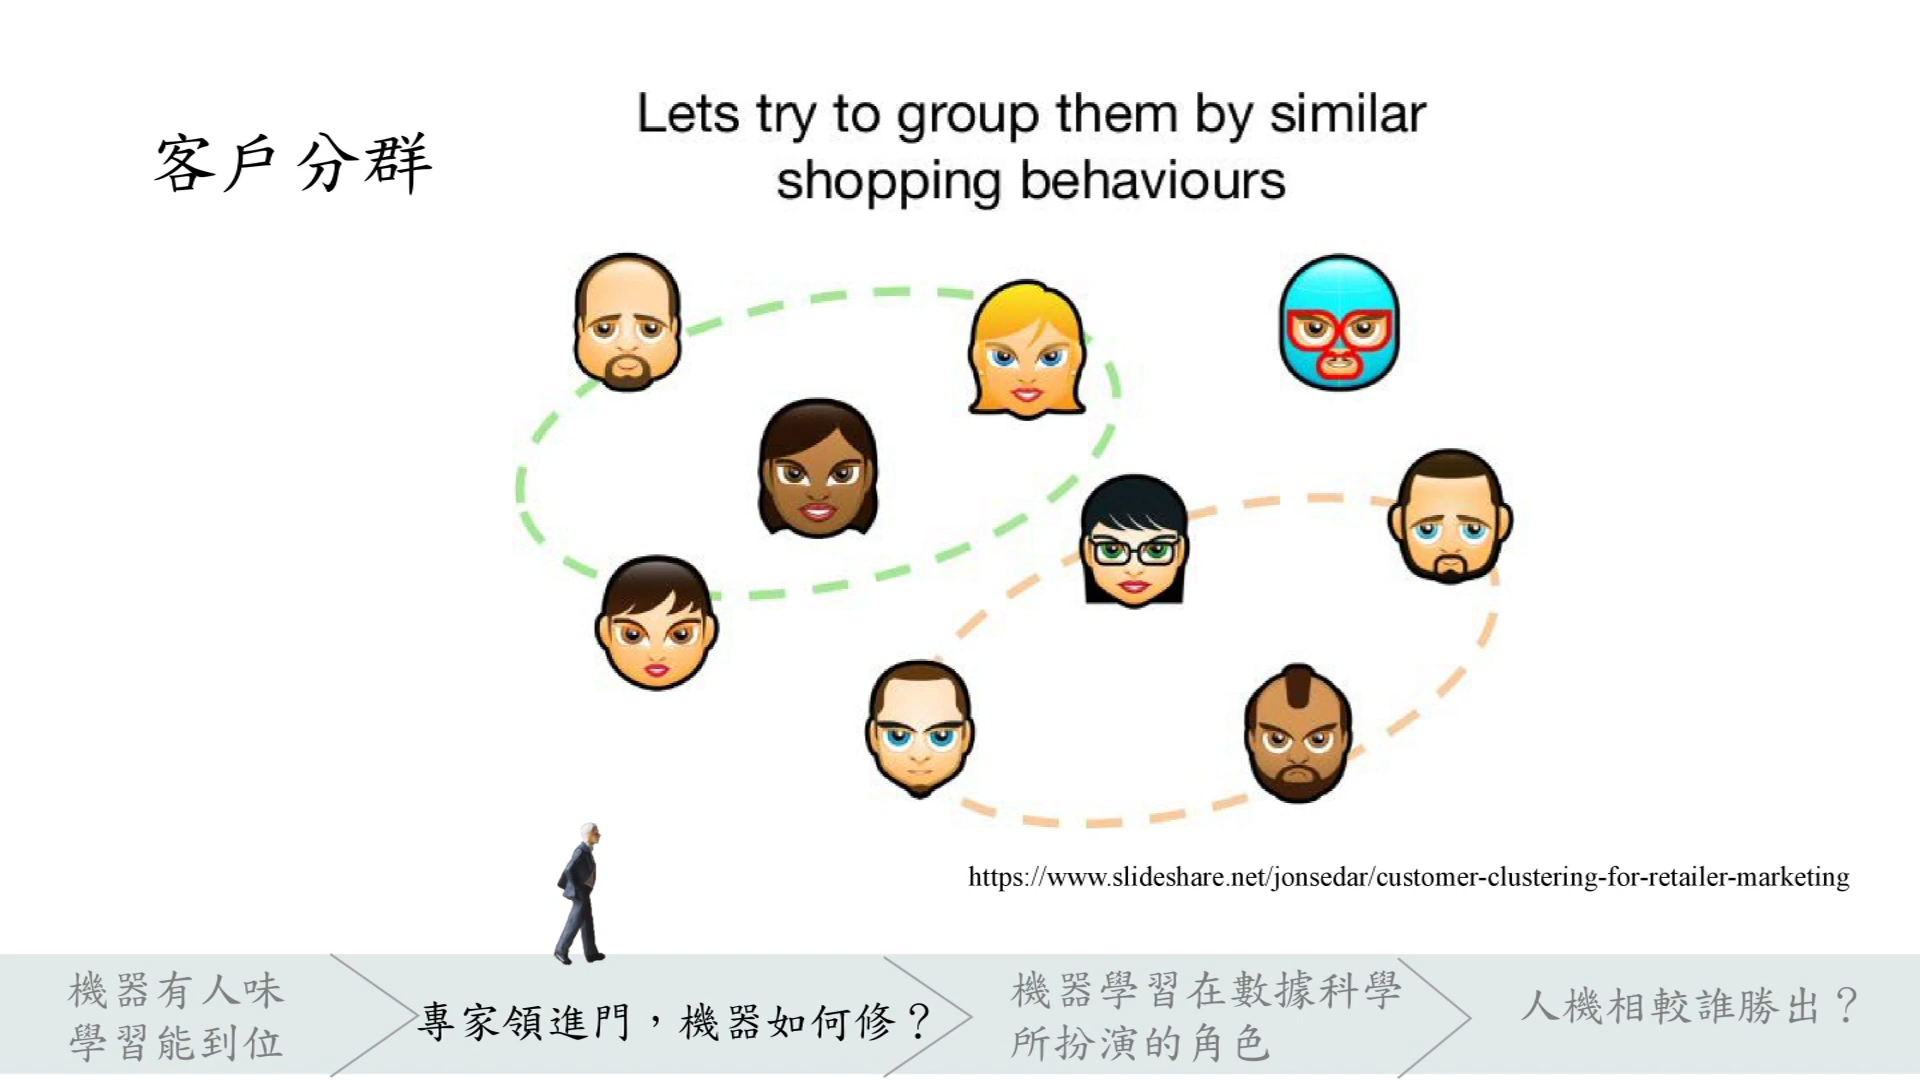 客戶分群
Lets try to group them by similar
shopping behaviours
https://www.slideshare.net/jonsedar/customer-clustering-for-retailer-marketing
機器有人味
學習能到位
專家領進門，機器如何修？
機器學習在數據科學
所扮演的角色
人機相較誰勝出？